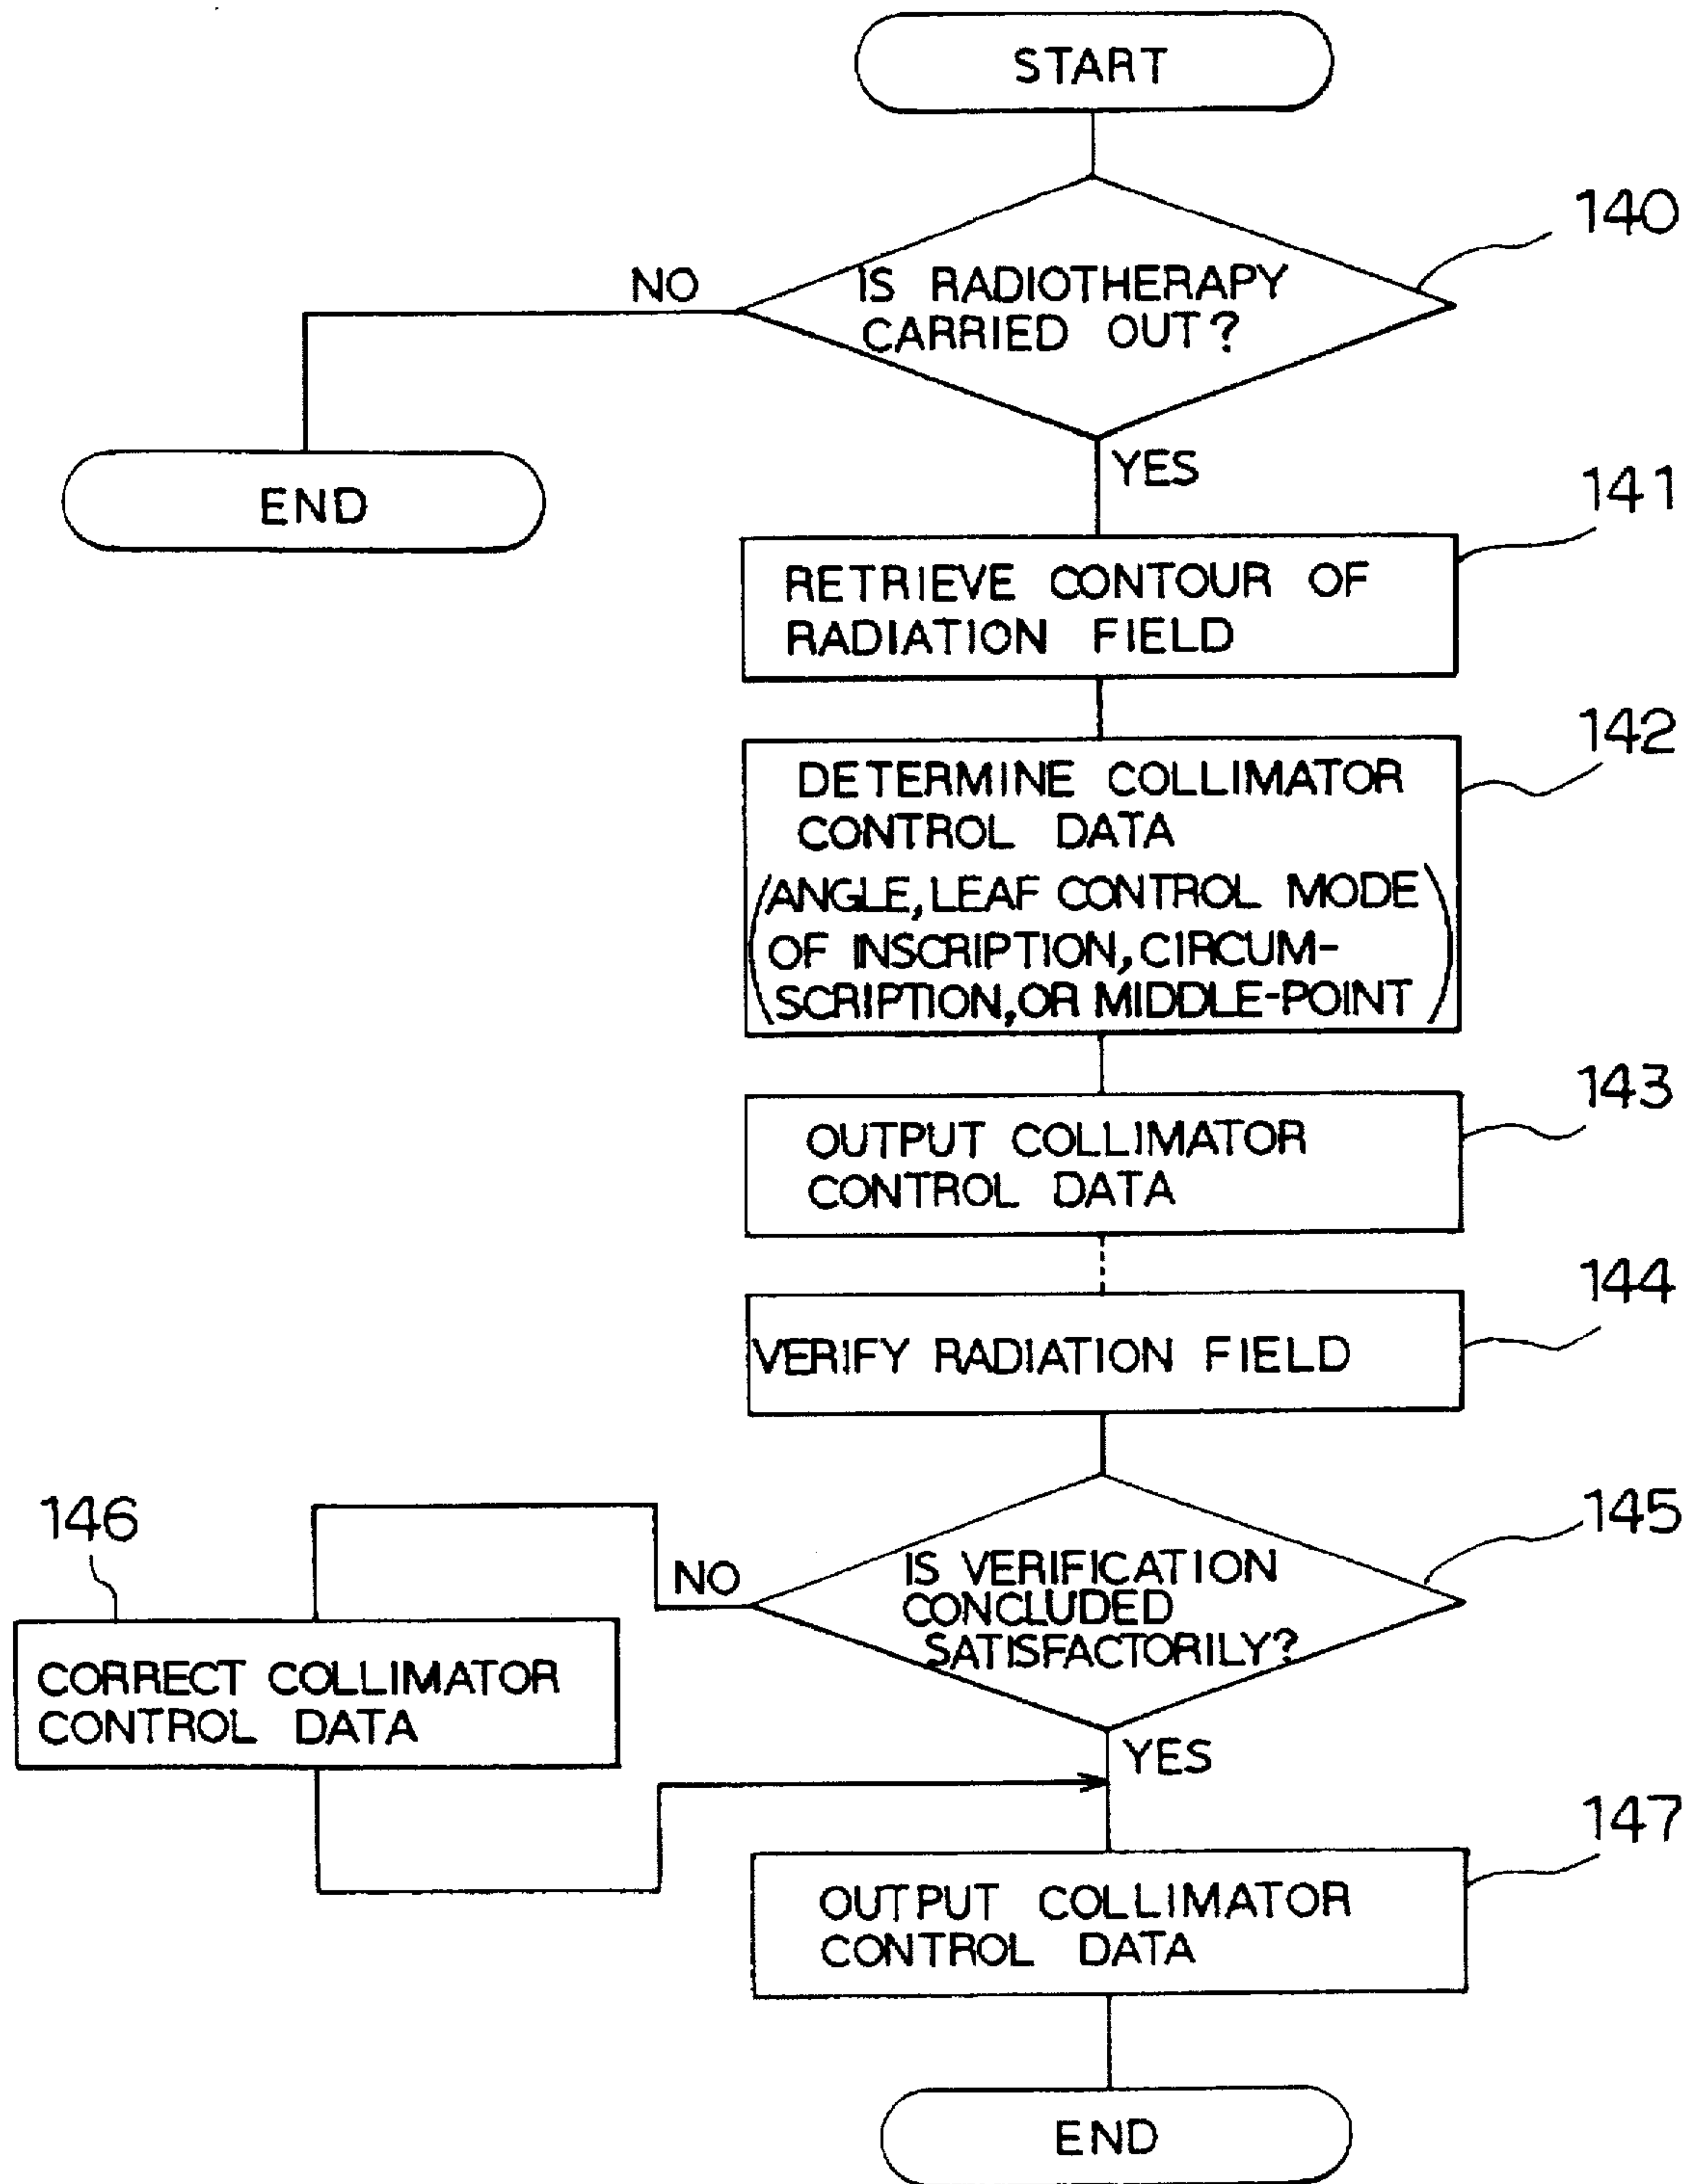 START
140
IS RADIOTHERAPY
CARRIED OUT?
NO
END
YES
141
RETRIEVE CONTOUR OF
RADIATION FIELD
142
DETERMINE COLLIMATOR
CONTROL DATA
(ANGLE, LEAF CONTROL MODE
OF INSCRIPTION, CIRCUM-
SCRIPTION, OR MIDDLE-POINT)
143
OUTPUT COLLIMATOR
CONTROL DATA
144
VERIFY RADIATION FIELD
145
IS VERIFICATION
CONCLUDED
SATISFACTORILY?
NO
146
CORRECT COLLIMATOR
CONTROL DATA
YES
147
OUTPUT COLLIMATOR
CONTROL DATA
END